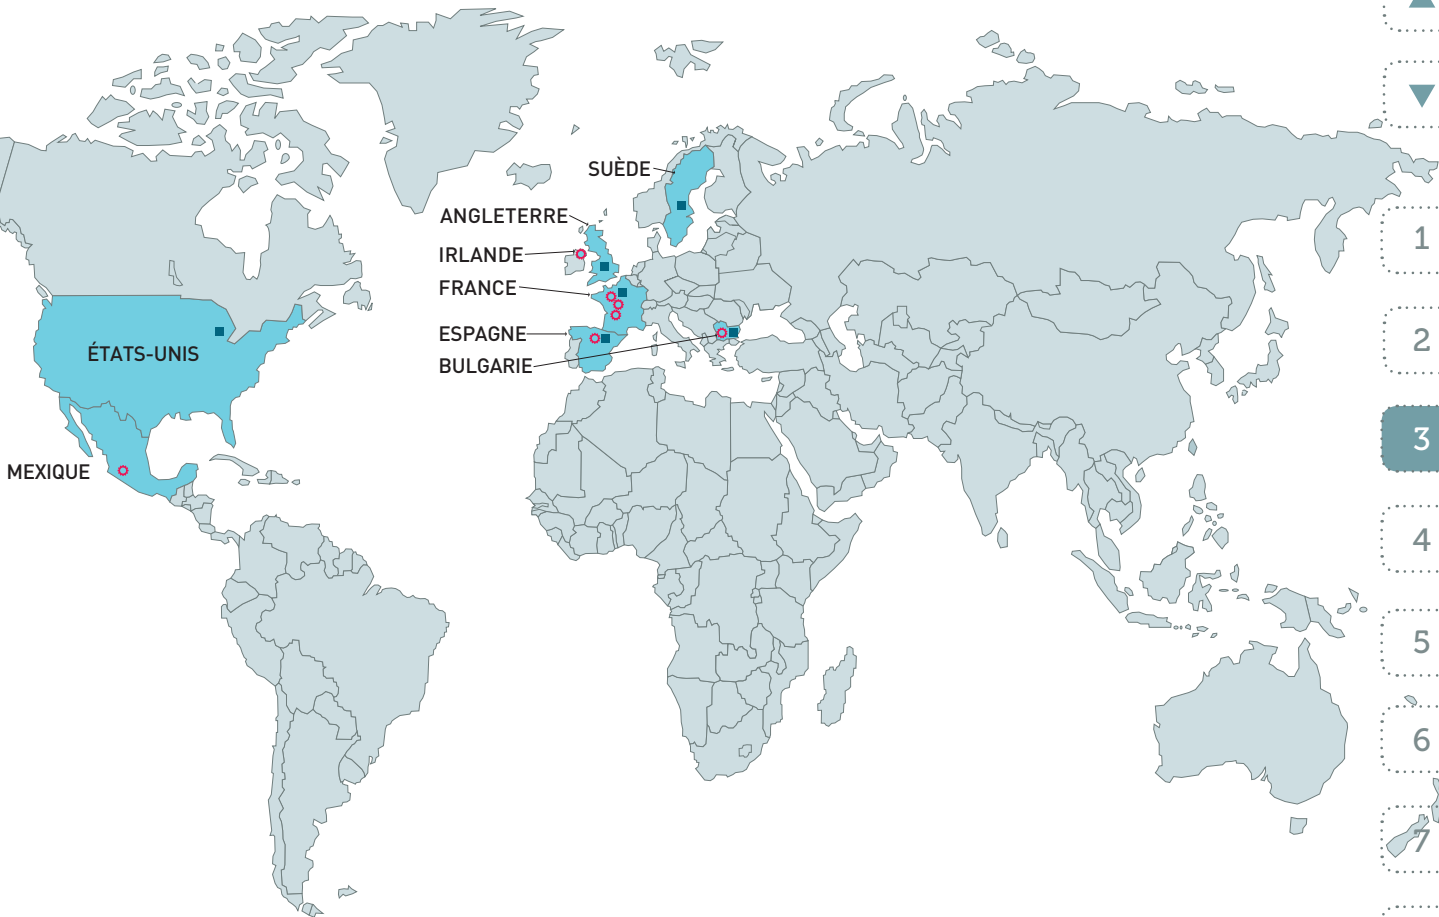 SUÈDE
ANGLETERRE
IRLANDE
FRANCE
ESPAGNE
BULGARIE
ÉTATS-UNIS
MEXIQUE
1
2
3
4
5
6
7